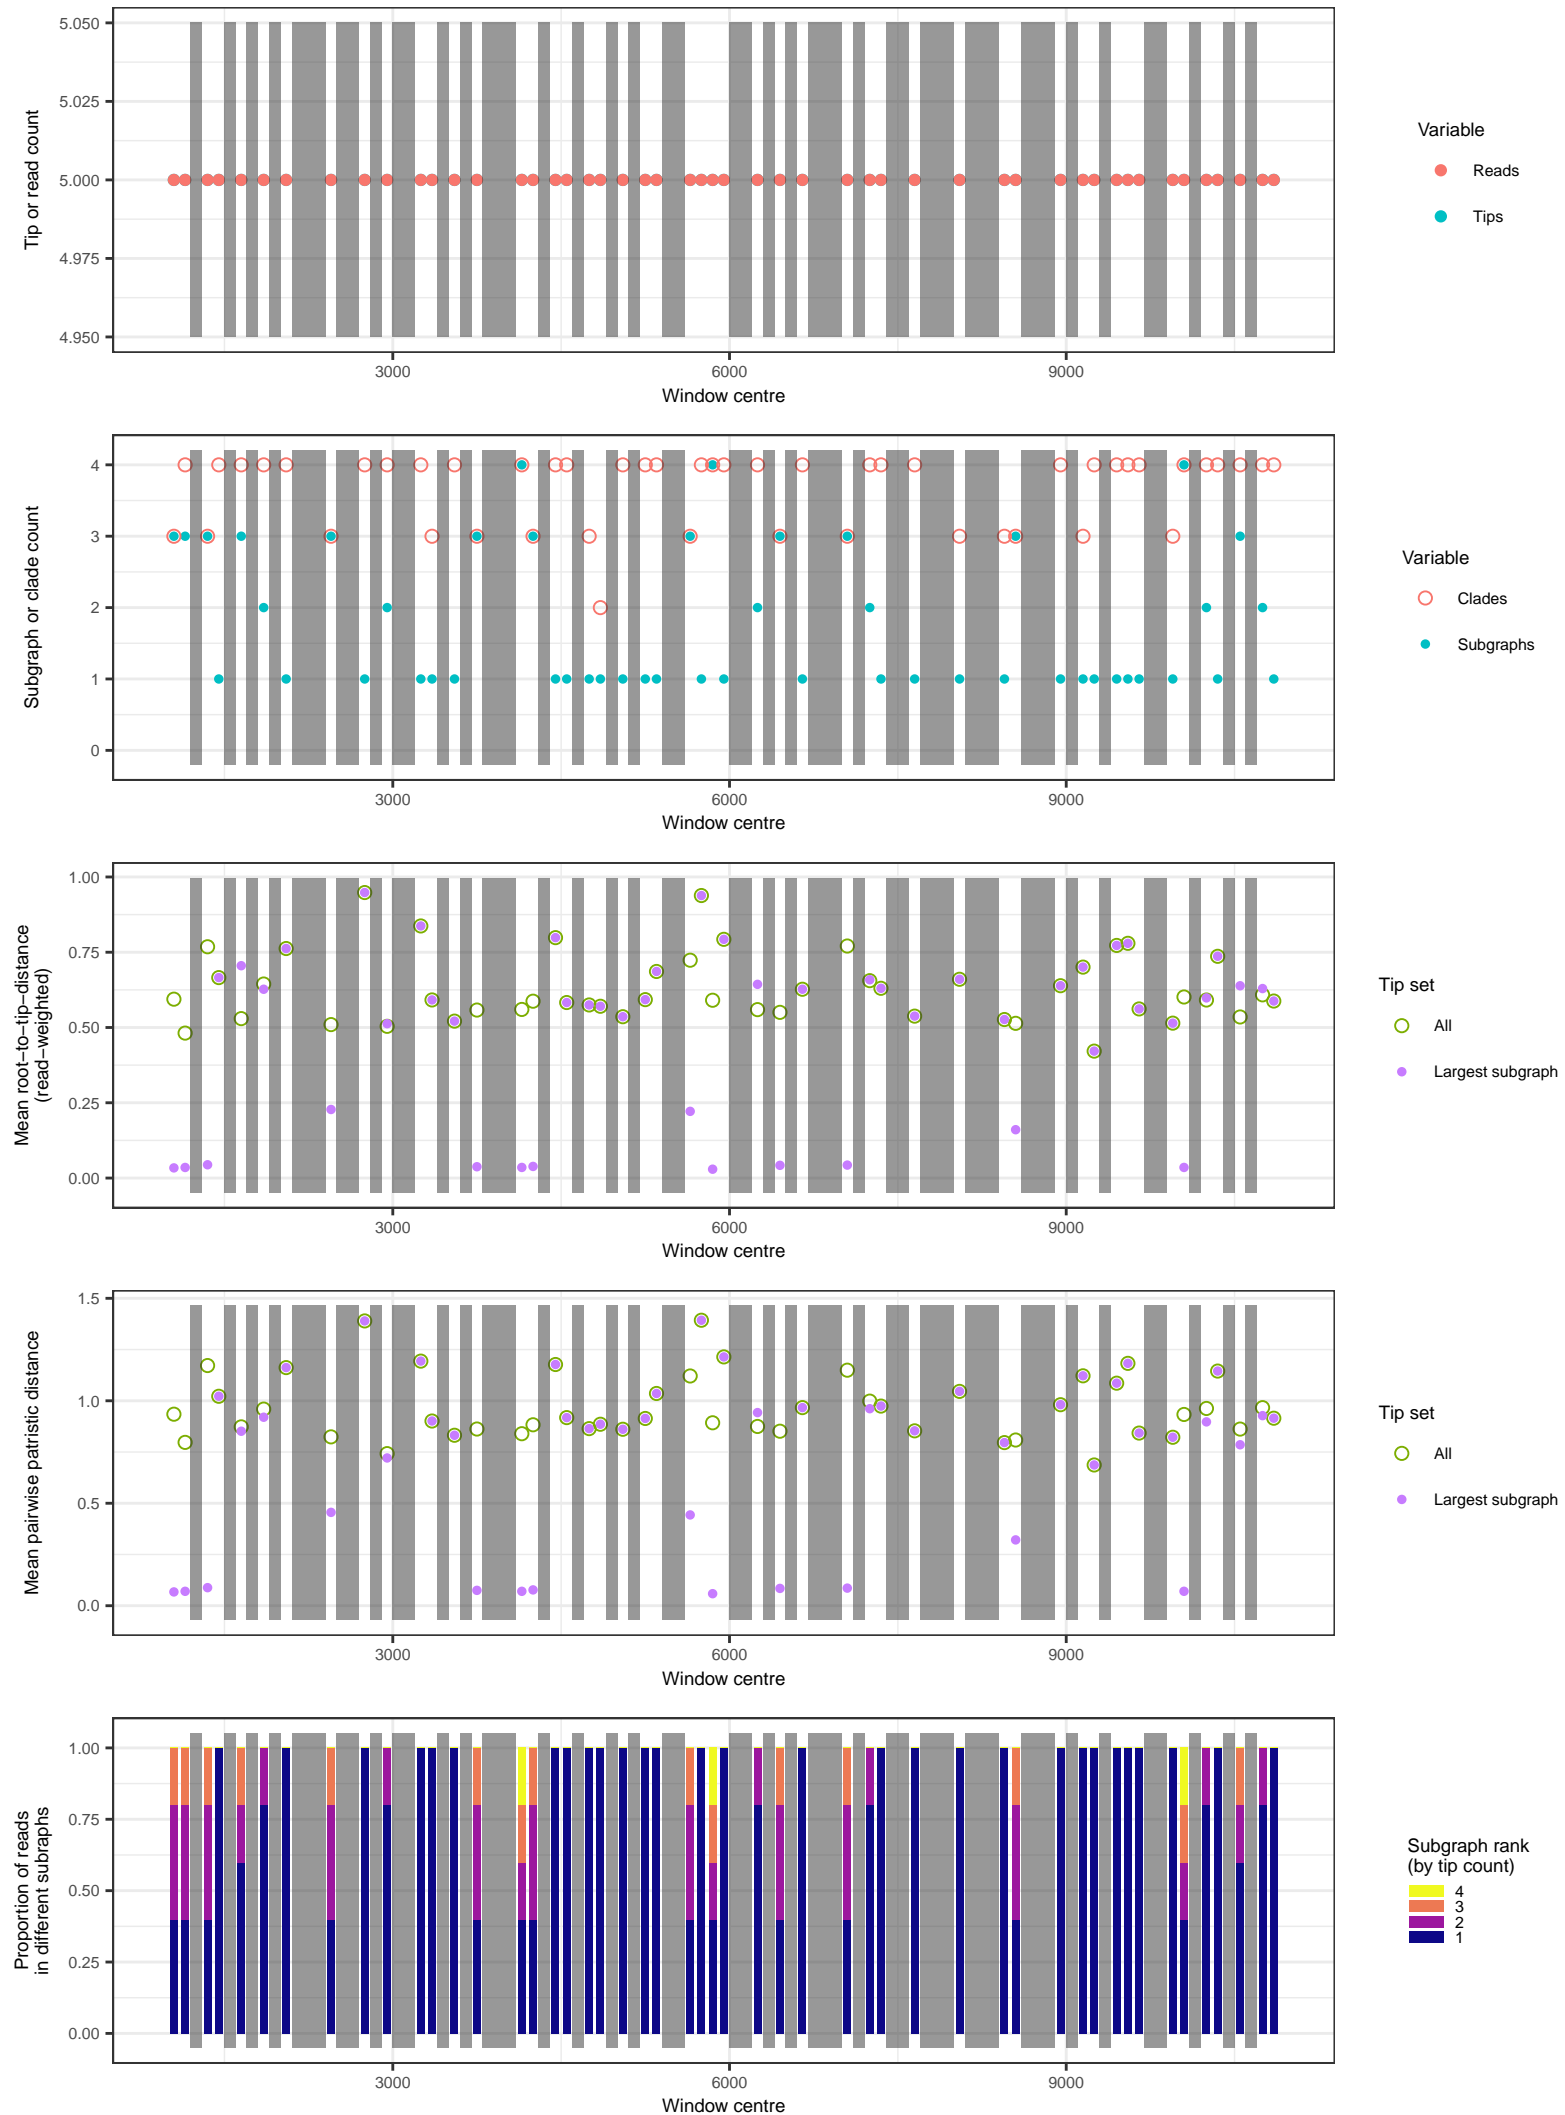 5.050
5.025
5.000
4.975
4.950
Tip or read count
3000
6000
9000
Window centre
Variable
Reads
Tips
4
3
2
1
0
Subgraph or clade count
3000
6000
9000
Window centre
Variable
Clades
Subgraphs
1.00
0.75
0.50
0.25
0.00
Mean root−to−tip−distance
(read−weighted)
3000
6000
9000
Window centre
Tip set
All
Largest subgraph
1.5
1.0
0.5
0.0
Mean pairwise patristic distance
3000
6000
9000
Window centre
Tip set
All
Largest subgraph
1.00
0.75
0.50
0.25
0.00
Proportion of reads
in different subraphs
3000
6000
9000
Window centre
Subgraph rank
(by tip count)
4
3
2
1